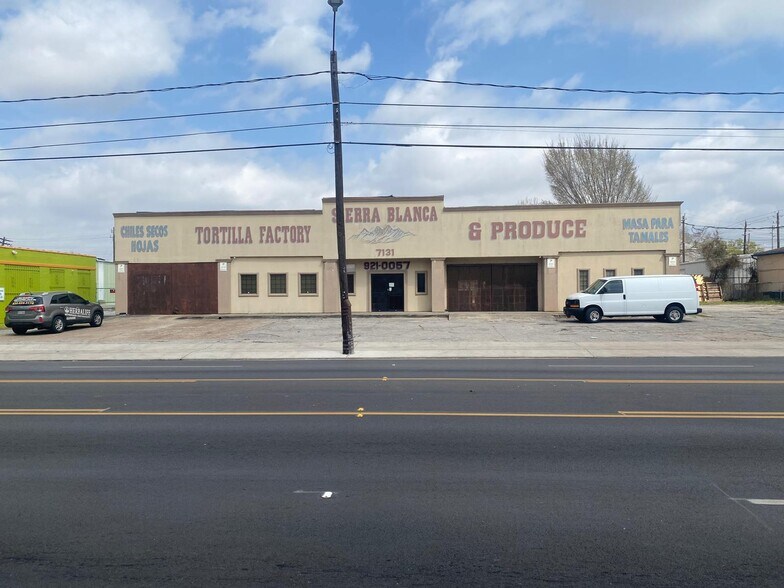 CHILES SECOS
HOJAS
TORTILLA FACTORY
SIERRA BLANCA
7131
921-0057
& PRODUCE
MASA PARA
TAMALES